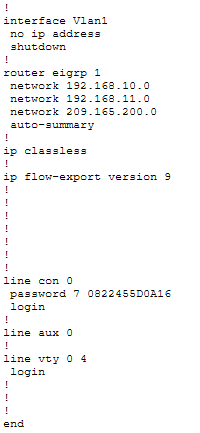 !
interface Vlan1
 no ip address
 shutdown
!
router eigrp 1
 network 192.168.10.0
 network 192.168.11.0
 network 209.165.200.0
 auto-summary
!
ip classless
!
ip flow-export version 9
!
!
!
!
!
!
!
line con 0
 password 7 0822455D0A16
 login
!
line aux 0
!
line vty 0 4
 login
!
!
!
end